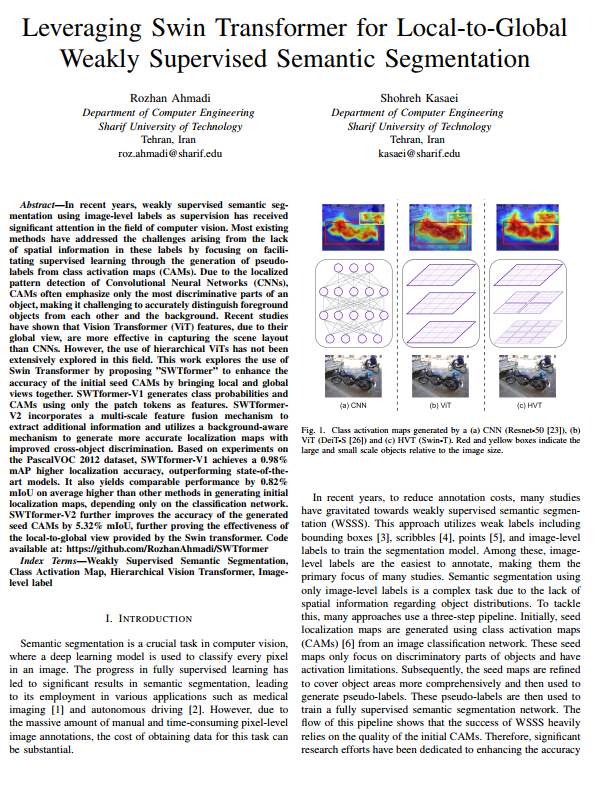 Leveraging Swin Transformer for Local-to-Global
Weakly Supervised Semantic Segmentation
Rozhan Ahmadi
Department of Computer Engineering
Sharif University of Technology
Tehran, Iran
roz.ahmadi@sharif.edu
Shohreh Kasaei
Department of Computer Engineering
Sharif University of Technology
Tehran, Iran
kasaei@sharif.edu
Abstract—In recent years, weakly supervised semantic seg-
mentation using image-level labels as supervision has received
significant attention in the field of computer vision. Most existing
methods have addressed the challenges arising from the lack
of spatial information in these labels by focusing on facili-
tating supervised learning through the generation of pseudo-
labels from class activation maps (CAMs). Due to the localized
pattern detection of Convolutional Neural Networks (CNNs),
CAMs often emphasize only the most discriminative parts of an
object, making it challenging to accurately distinguish foreground
objects from each other and the background. Recent studies
have shown that Vision Transformer (ViT) features, due to their
global view, are more effective in capturing the scene layout
than CNNs. However, the use of hierarchical ViTs has not been
extensively explored in this field. This work explores the use of
Swin Transformer by proposing "SWTformer" to enhance the
accuracy of the initial seed CAMs by bringing local and global
views together. SWTformer-V1 generates class probabilities and
CAMs using only the patch tokens as features. SWTformer-
V2 incorporates a multi-scale feature fusion mechanism to
extract additional information and utilizes a background-aware
mechanism to generate more accurate localization maps with
improved cross-object discrimination. Based on experiments on
the PascalVOC 2012 dataset, SWTformer-V1 achieves a 0.98%
mAP higher localization accuracy, outperforming state-of-the-
art models. It also yields comparable performance by 0.82%
mIoU on average higher than other methods in generating initial
localization maps, depending only on the classification network.
SWTformer-V2 further improves the accuracy of the generated
seed CAMs by 5.32% mIoU, further proving the effectiveness of
the local-to-global view provided by the Swin transformer. Code
available at: https://github.com/RozhanAhmadi/SWTformer
Index Terms—Weakly Supervised Semantic Segmentation,
Class Activation Map, Hierarchical Vision Transformer, Image-
level label
I. INTRODUCTION
Semantic segmentation is a crucial task in computer vision,
where a deep learning model is used to classify every pixel
in an image. The progress in fully supervised learning has
led to significant results in semantic segmentation, leading
to its employment in various applications such as medical
imaging [1] and autonomous driving [2]. However, due to
the massive amount of manual and time-consuming pixel-level
image annotations, the cost of obtaining data for this task can
be substantial.
(a) CNN
(b) ViT
(c) HVT
Fig. 1. Class activation maps generated by a (a) CNN (Resnet-50 [23]), (b)
ViT (DeiT-S [26]) and (c) HVT (Swin-T). Red and yellow boxes indicate the
large and small scale objects relative to the image size.
In recent years, to reduce annotation costs, many studies
have gravitated towards weakly supervised semantic segmen-
tation (WSSS). This approach utilizes weak labels including
bounding boxes [3], scribbles [4], points [5], and image-level
labels to train the segmentation model. Among these, image-
level labels are the easiest to annotate, making them the
primary focus of many studies. Semantic segmentation using
only image-level labels is a complex task due to the lack of
spatial information regarding object distributions. To tackle
this, many approaches use a three-step pipeline. Initially, seed
localization maps are generated using class activation maps
(CAMs) [6] from an image classification network. These seed
maps only focus on discriminatory parts of objects and have
activation limitations. Subsequently, the seed maps are refined
to cover object areas more comprehensively and then used to
generate pseudo-labels. These pseudo-labels are then used to
train a fully supervised semantic segmentation network. The
flow of this pipeline shows that the success of WSSS heavily
relies on the quality of the initial CAMs. Therefore, significant
research efforts have been dedicated to enhancing the accuracy